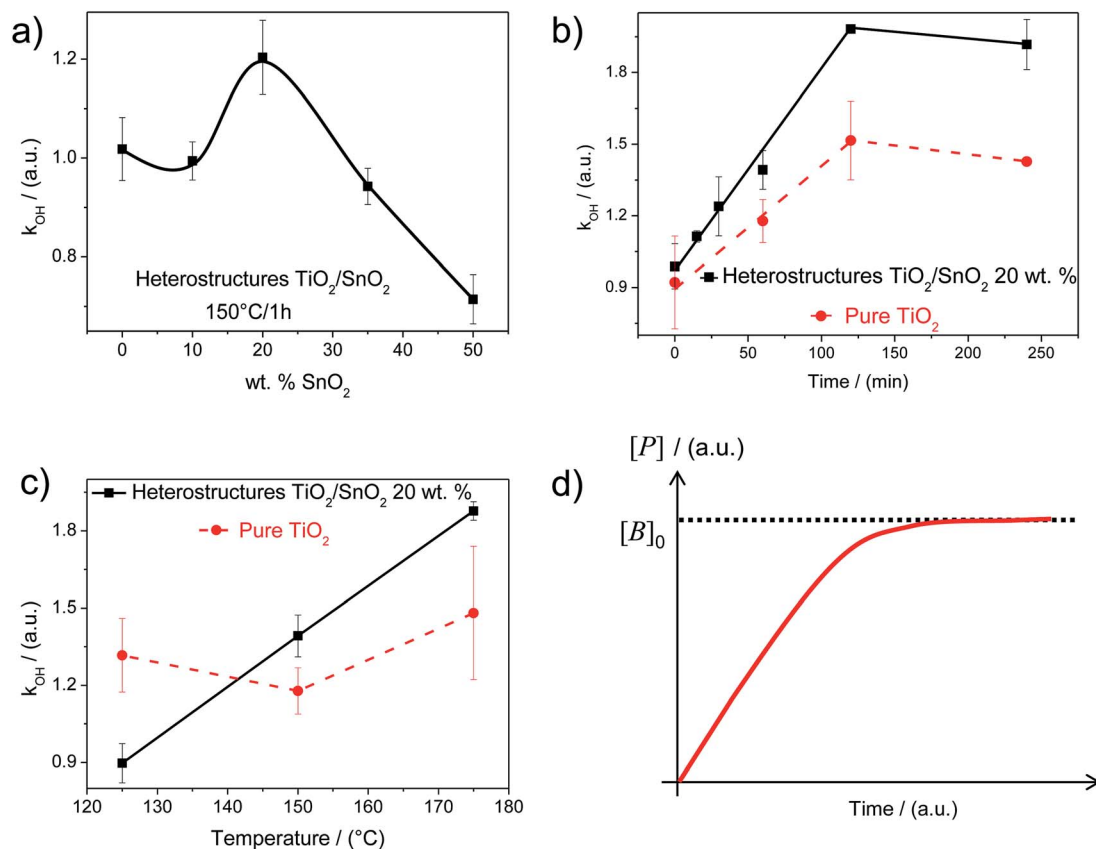 a)
1.2
1.0
0.8
k_OH / (a.u.)
Heterostructures TiO₂/SnO₂
150°C/1h
0 10 20 30 40 50
wt. % SnO₂
b)
1.8
1.5
1.2
0.9
k_OH / (a.u.)
Heterostructures TiO₂/SnO₂ 20 wt. %
Pure TiO₂
0 50 100 150 200 250
Time / (min)
c)
Heterostructures TiO₂/SnO₂ 20 wt. %
Pure TiO₂
1.8
1.5
1.2
0.9
k_OH / (a.u.)
120 130 140 150 160 170 180
Temperature / (°C)
[P] / (a.u.)
d)
[B]₀
Time / (a.u.)